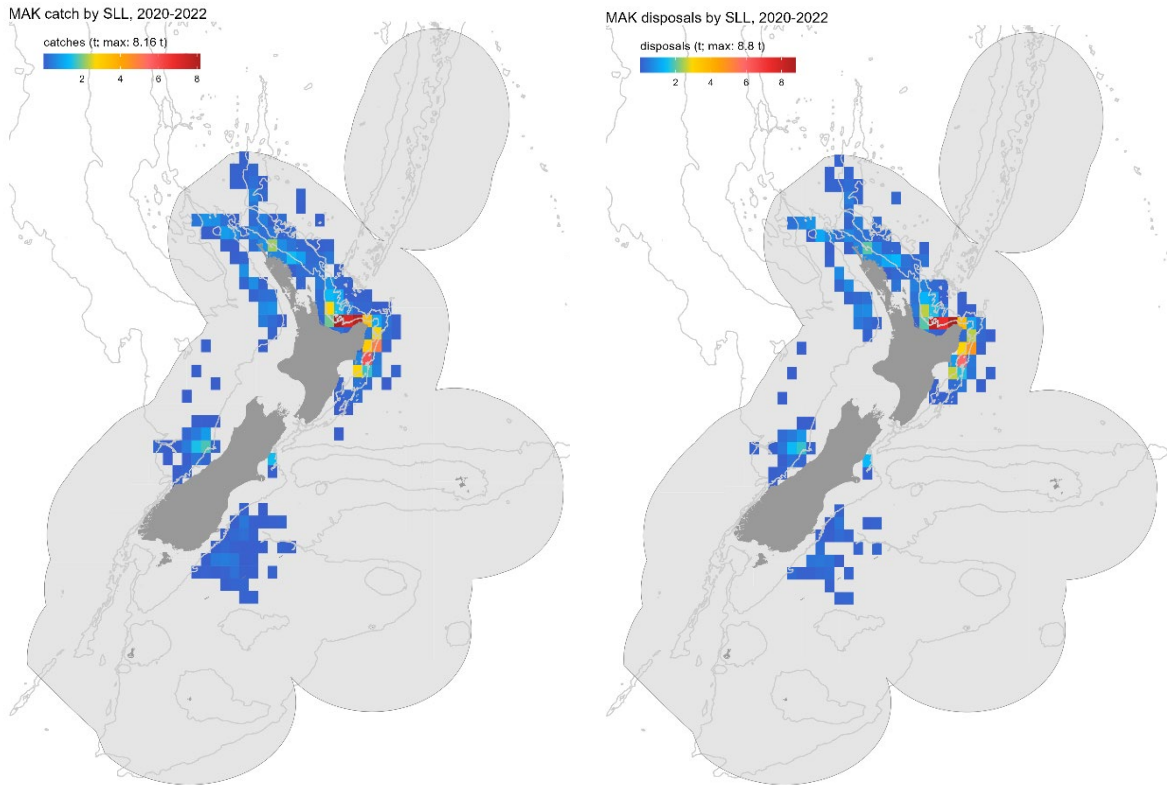 MAK catch by SLL, 2020-2022
catches (t; max: 8.16 t)
2 4 6 8
MAK disposals by SLL, 2020-2022
disposals (t; max: 8.8 t)
2 4 6 8